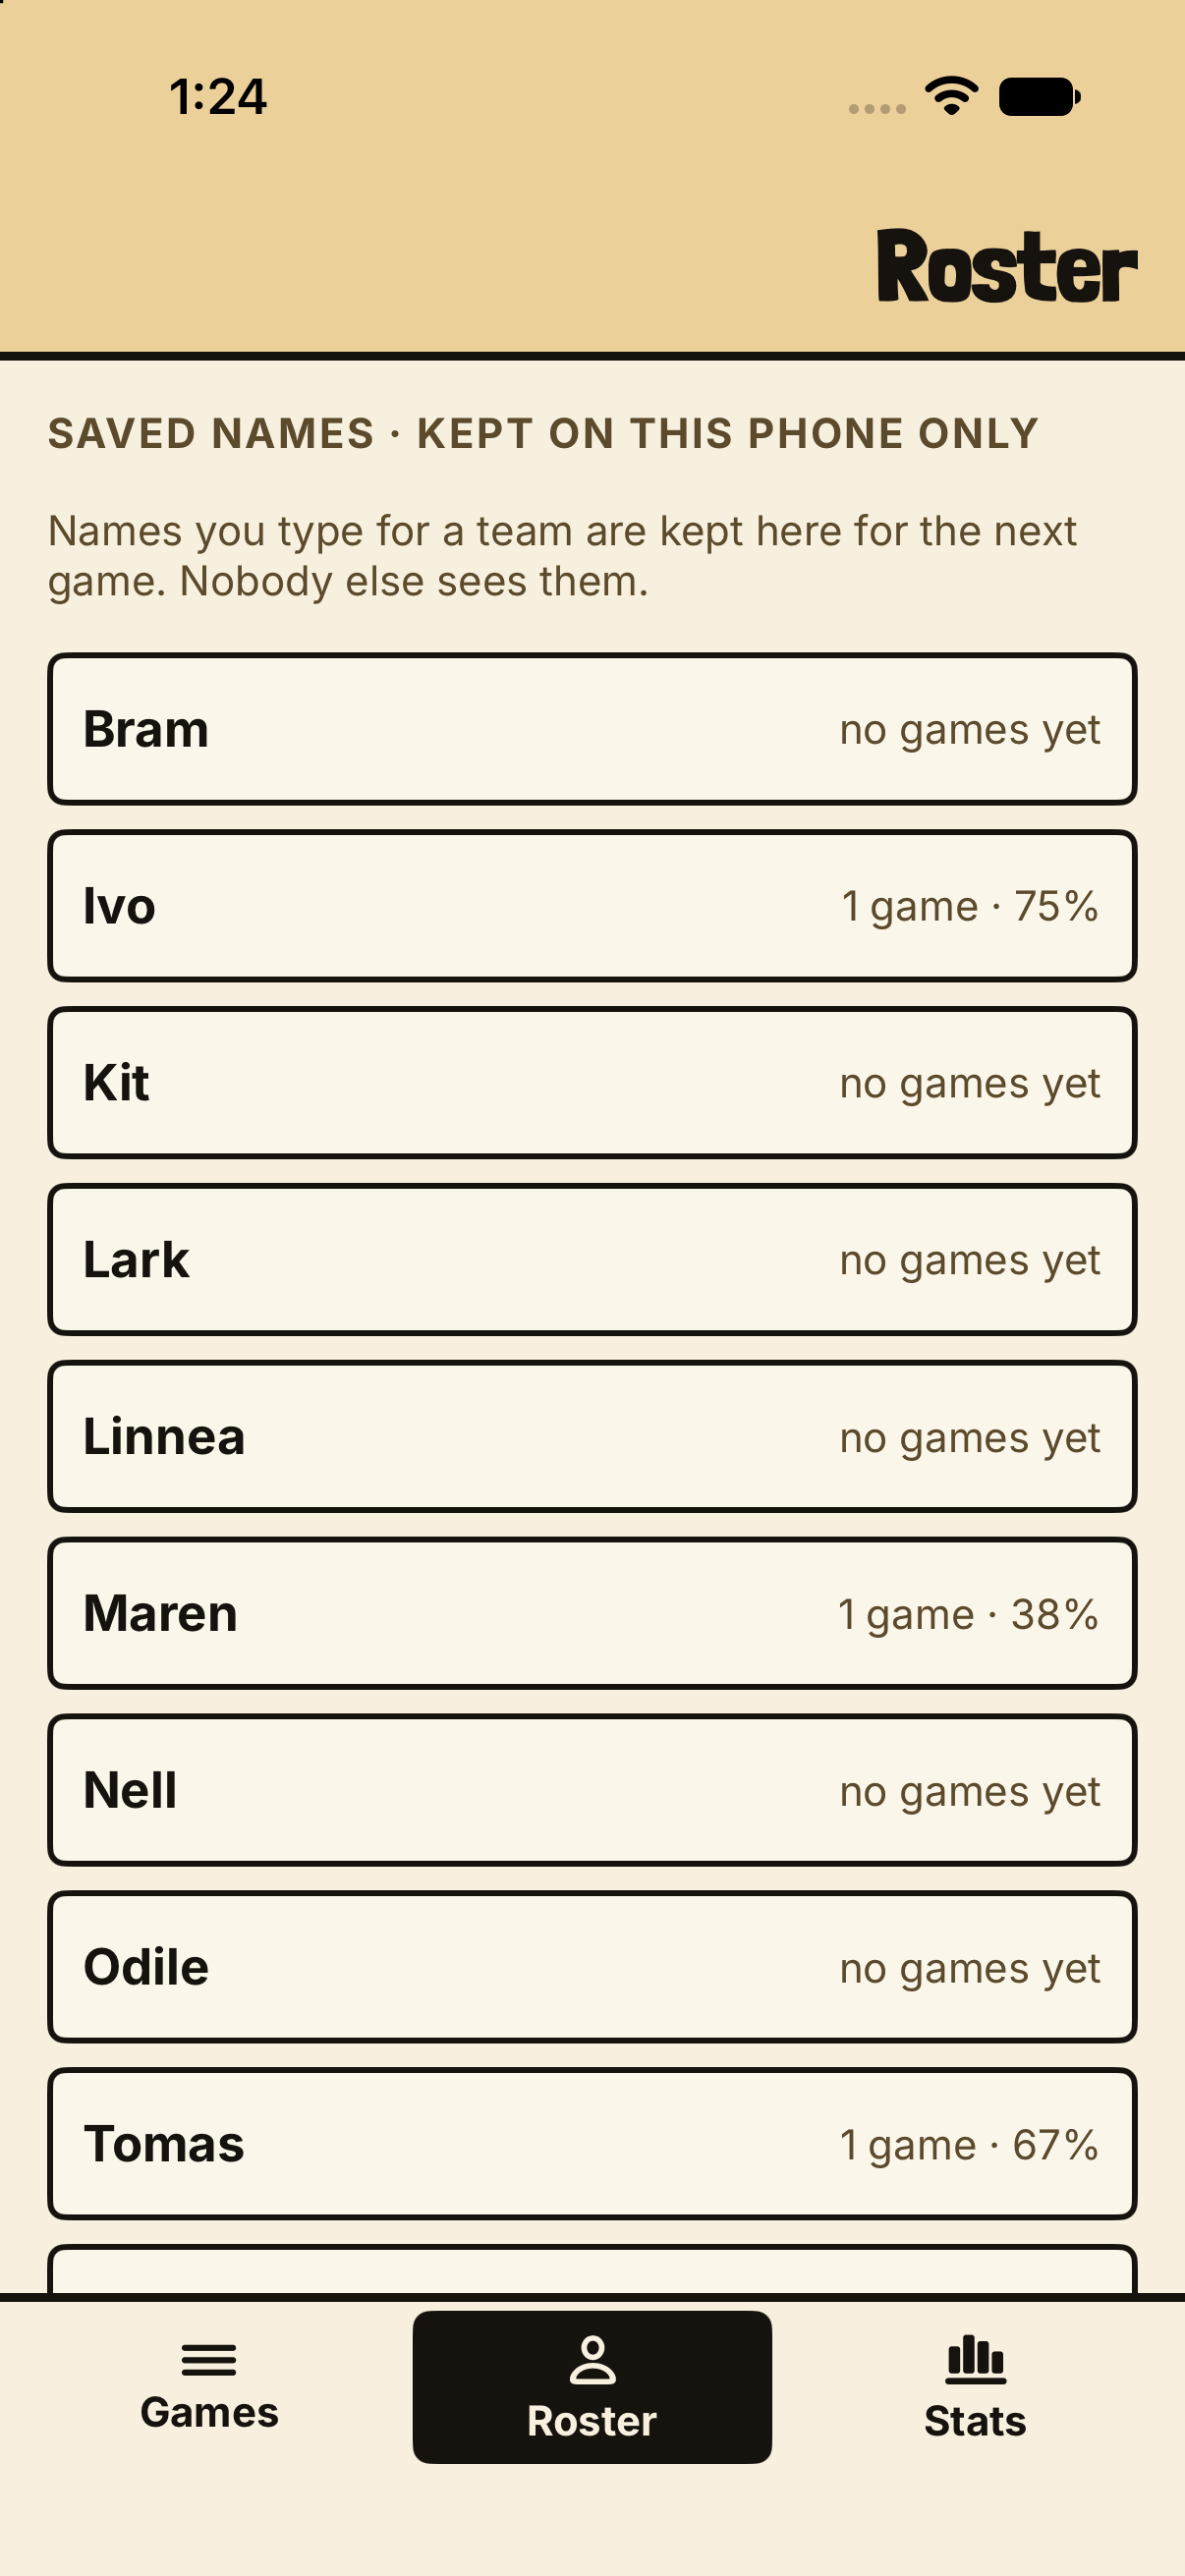 1:24
Roster
SAVED NAMES · KEPT ON THIS PHONE ONLY
Names you type for a team are kept here for the next
game. Nobody else sees them.
Bram no games yet
Ivo 1 game · 75%
Kit no games yet
Lark no games yet
Linnea no games yet
Maren 1 game · 38%
Nell no games yet
Odile no games yet
Tomas 1 game · 67%
Games Roster Stats